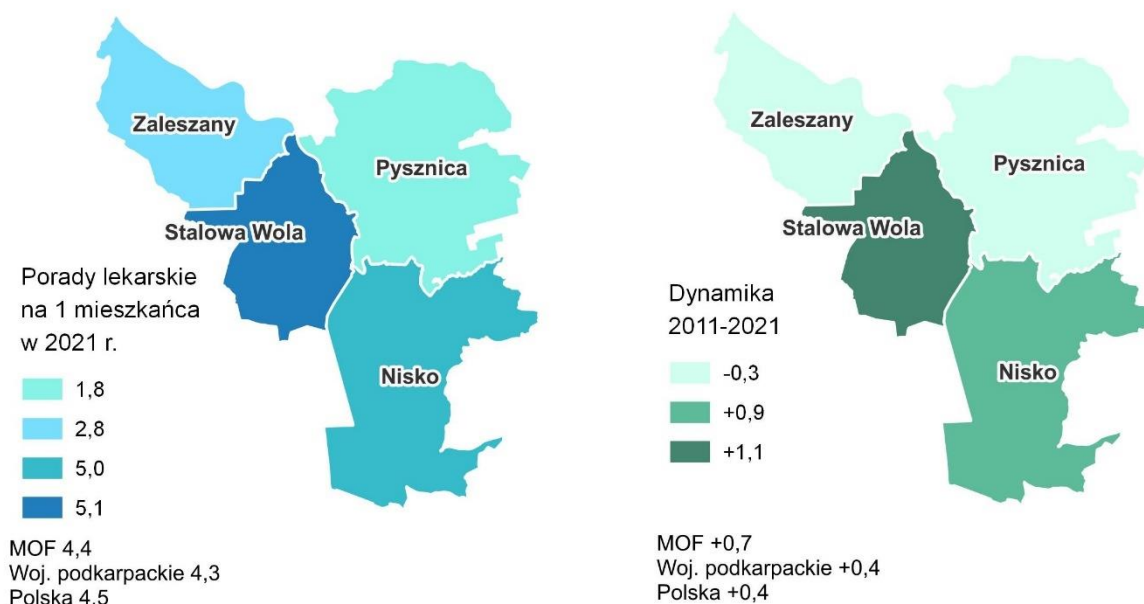 Zaleszany
Pysznica
Stalowa Wola
Nisko
Porady lekarskie
na 1 mieszkańca
w 2021 r.
1,8
2,8
5,0
5,1
MOF 4,4
Woj. podkarpackie 4,3
Polska 4,5
Zaleszany
Pysznica
Stalowa Wola
Nisko
Dynamika
2011-2021
-0,3
+0,9
+1,1
MOF +0,7
Woj. podkarpackie +0,4
Polska +0,4